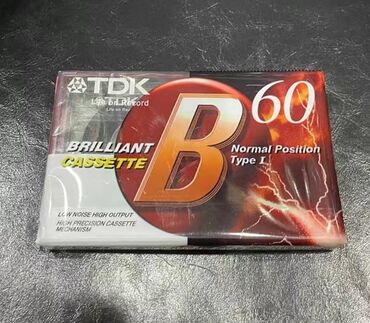 TDK
Life on Record
BRILLIANT
CASSETTE
B
60
Normal Position
Type I
LOW NOISE HIGH OUTPUT
HIGH PRECISION CASSETTE
MECHANISM